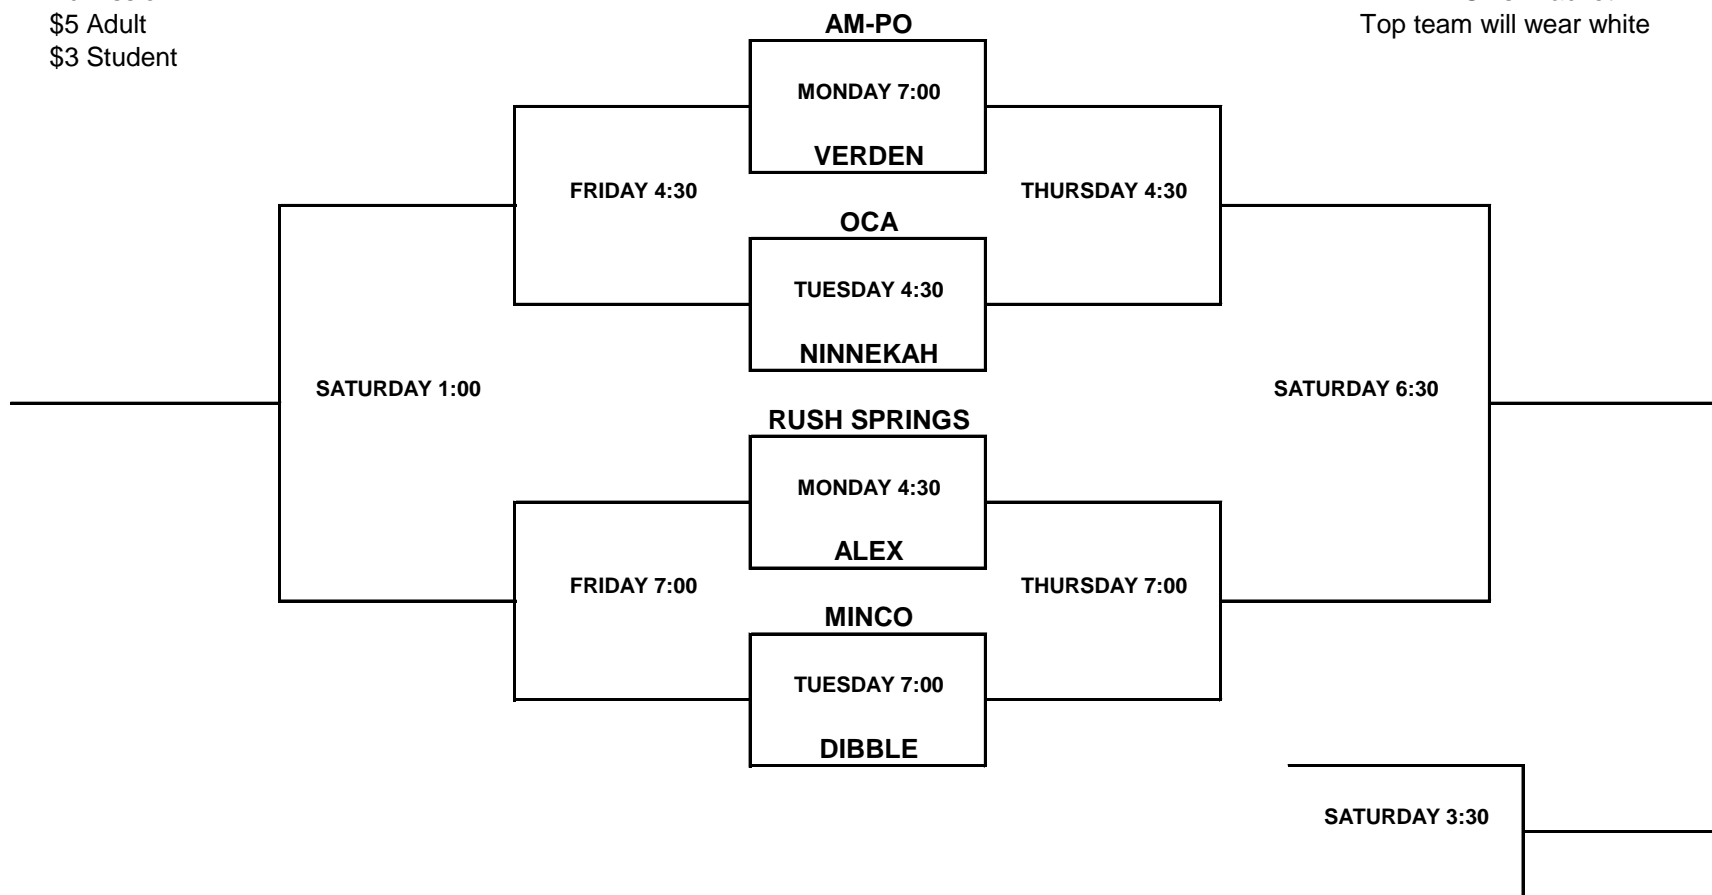 $5 Adult
AM-PO
Top team will wear white
$3 Student
MONDAY 7:00
VERDEN
FRIDAY 4:30
THURSDAY 4:30
OCA
TUESDAY 4:30
NINNEKAH
SATURDAY 1:00
SATURDAY 6:30
RUSH SPRINGS
MONDAY 4:30
ALEX
FRIDAY 7:00
THURSDAY 7:00
MINCO
TUESDAY 7:00
DIBBLE
SATURDAY 3:30